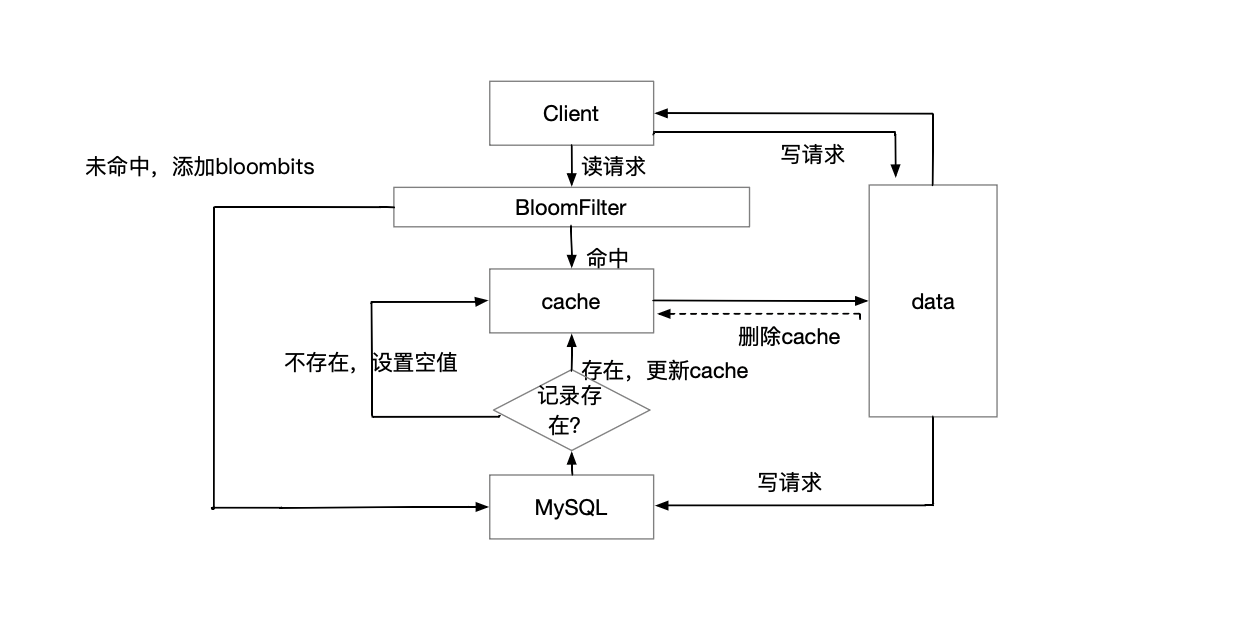 Client
写请求
未命中，添加bloombits
读请求
BloomFilter
命中
cache
data
删除cache
不存在，设置空值
存在，更新cache
记录存
在?
写请求
MySQL